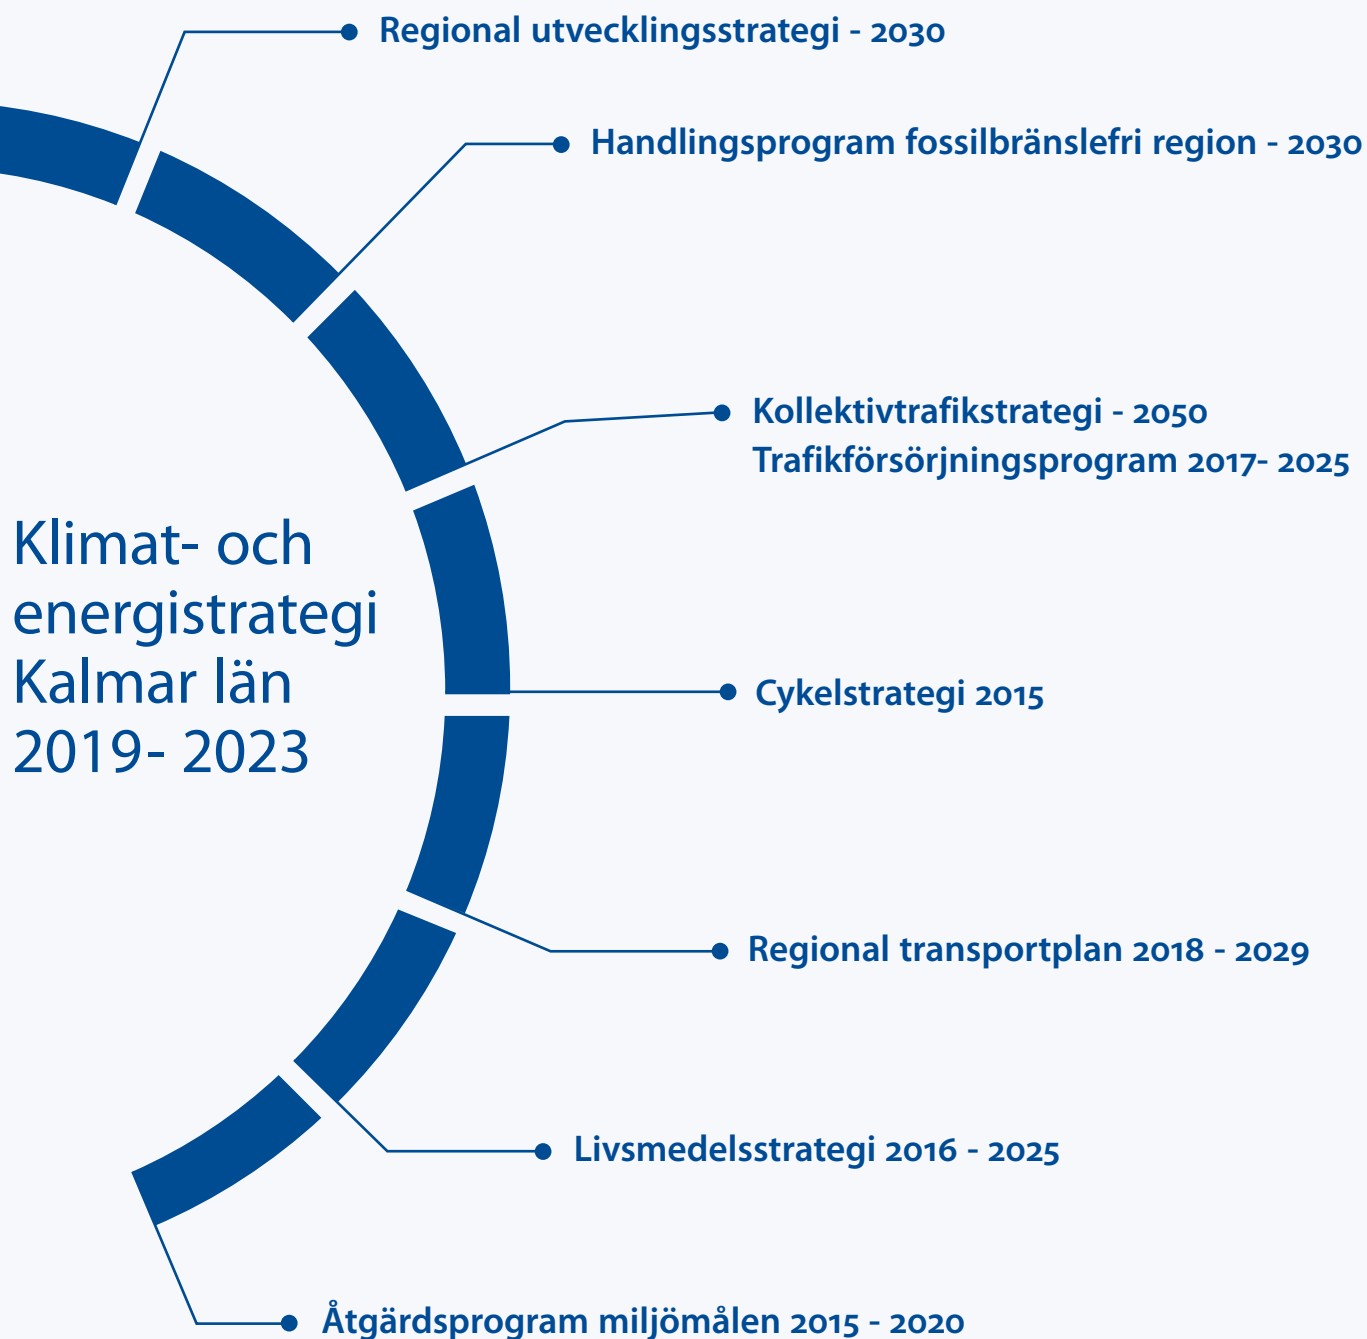 Regional utvecklingsstrategi - 2030
Handlingsprogram fossilbränslefri region - 2030
Kollektivtrafikstrategi - 2050
Trafikförsörjningsprogram 2017- 2025
Klimat- och
energistrategi
Kalmar län
2019- 2023
Cykelstrategi 2015
Regional transportplan 2018 - 2029
Livsmedelsstrategi 2016 - 2025
Åtgärdsprogram miljömålen 2015 - 2020